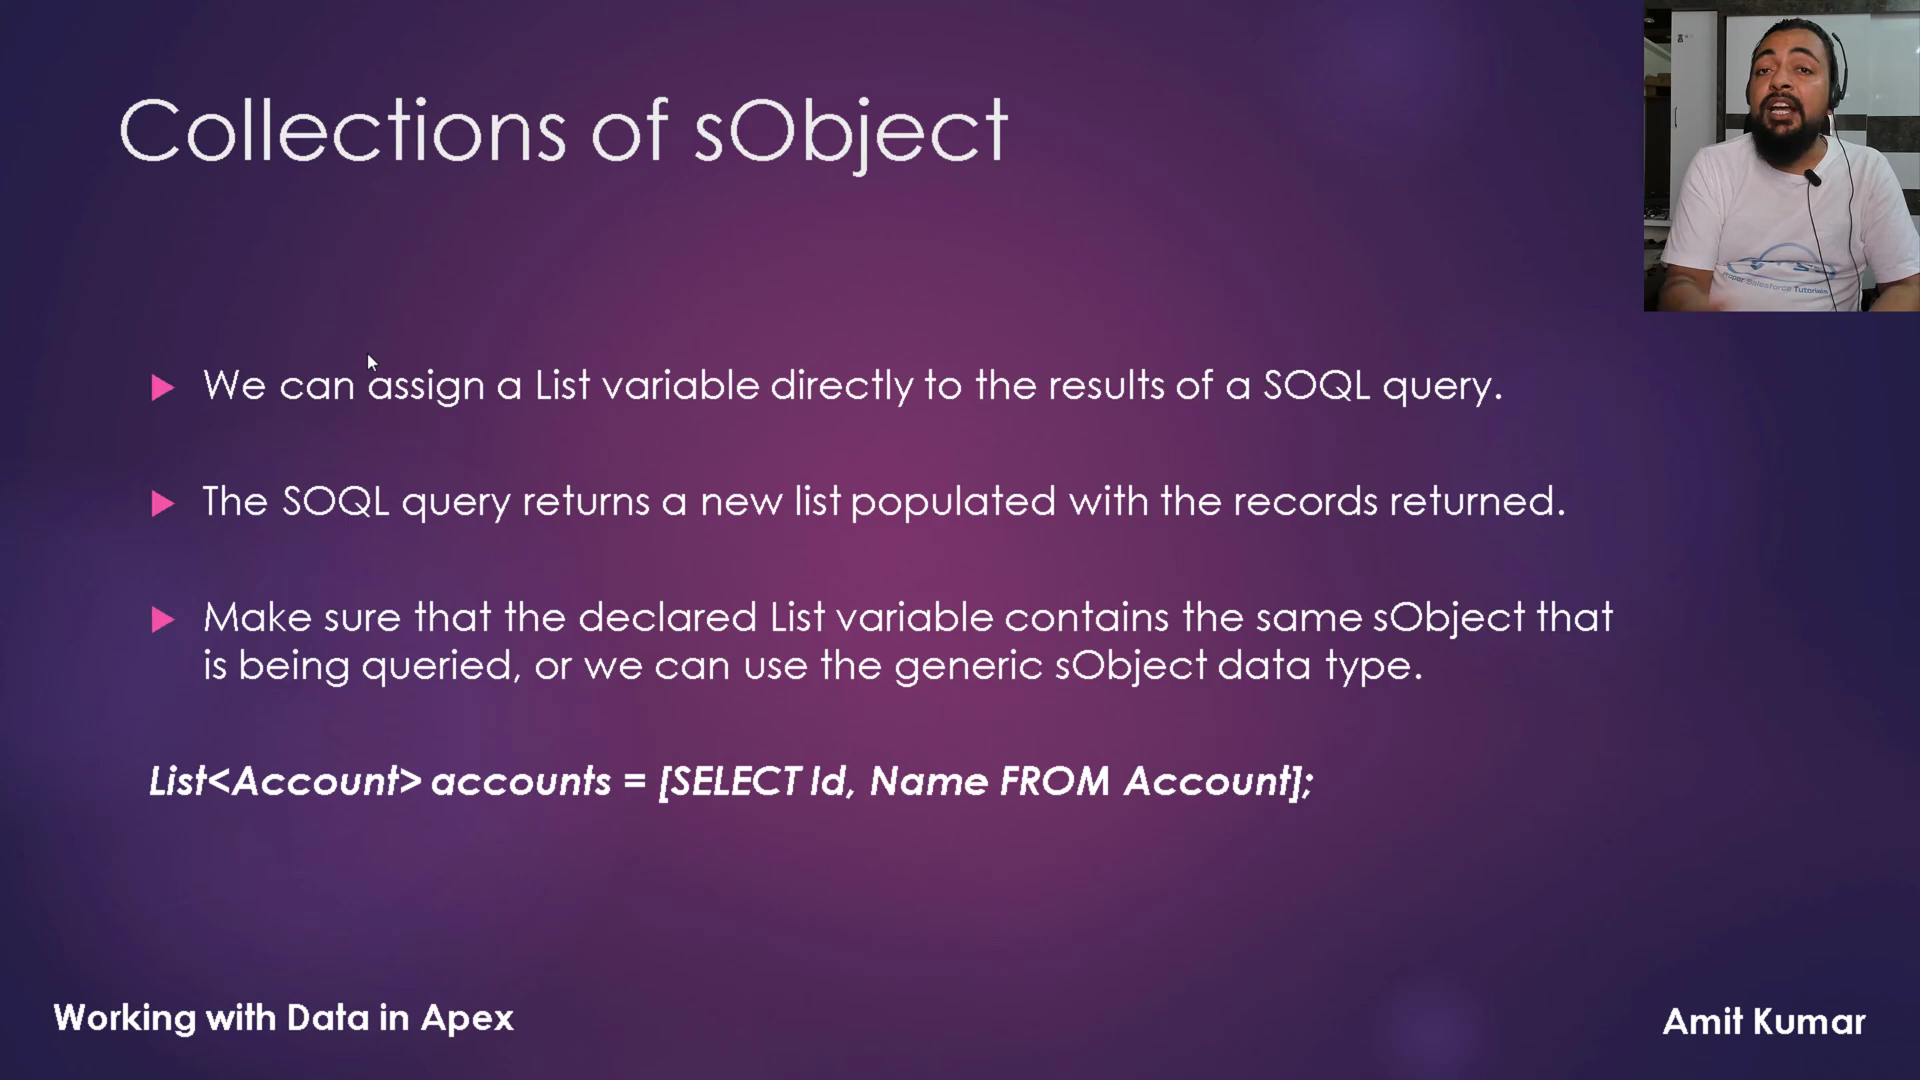 Collections of sObject
We can assign a List variable directly to the results of a SOQL query.
The SOQL query returns a new list populated with the records returned.
Make sure that the declared List variable contains the same sObject that
is being queried, or we can use the generic sObject data type.
List<Account> accounts = [SELECT Id, Name FROM Account];
Working with Data in Apex
Amit Kumar
Proper Salesforce Tutorials